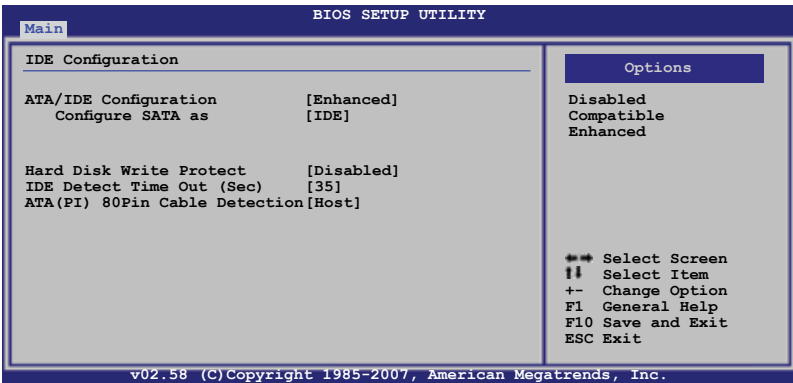 BIOS SETUP UTILITY
Main
IDE Configuration
ATA/IDE Configuration [Enhanced]
Configure SATA as [IDE]
Hard Disk Write Protect [Disabled]
IDE Detect Time Out (Sec) [35]
ATA(PI) 80Pin Cable Detection[Host]
Options
Disabled
Compatible
Enhanced
←→ Select Screen
↑↓ Select Item
+- Change Option
F1 General Help
F10 Save and Exit
ESC Exit
v02.58 (C)Copyright 1985-2007, American Megatrends, Inc.